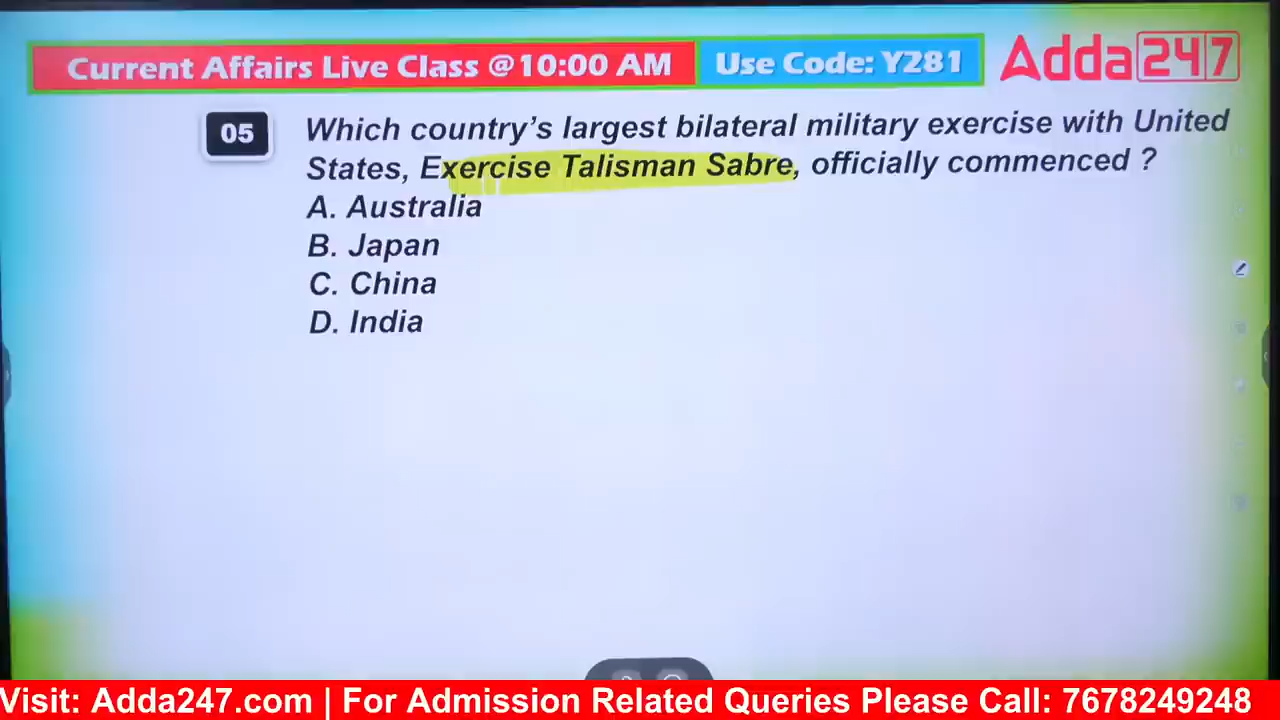 Current Affairs Live Class @10:00 AM
Use Code: Y281
Adda247
05
Which country's largest bilateral military exercise with United
States, Exercise Talisman Sabre, officially commenced ?
A. Australia
B. Japan
C. China
D. India
Visit: Adda247.com | For Admission Related Queries Please Call: 7678249248